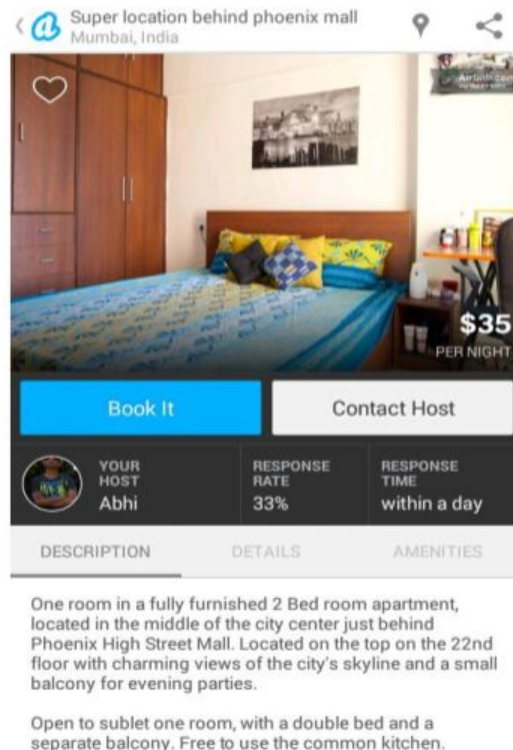 Super location behind phoenix mall
Mumbai, India
Airbnb.com
$35
PER NIGHT
Book It
Contact Host
YOUR
HOST
Abhi
RESPONSE
RATE
33%
RESPONSE
TIME
within a day
DESCRIPTION
DETAILS
AMENITIES
One room in a fully furnished 2 Bed room apartment,
located in the middle of the city center just behind
Phoenix High Street Mall. Located on the top on the 22nd
floor with charming views of the city's skyline and a small
balcony for evening parties.
Open to sublet one room, with a double bed and a
separate balcony. Free to use the common kitchen.